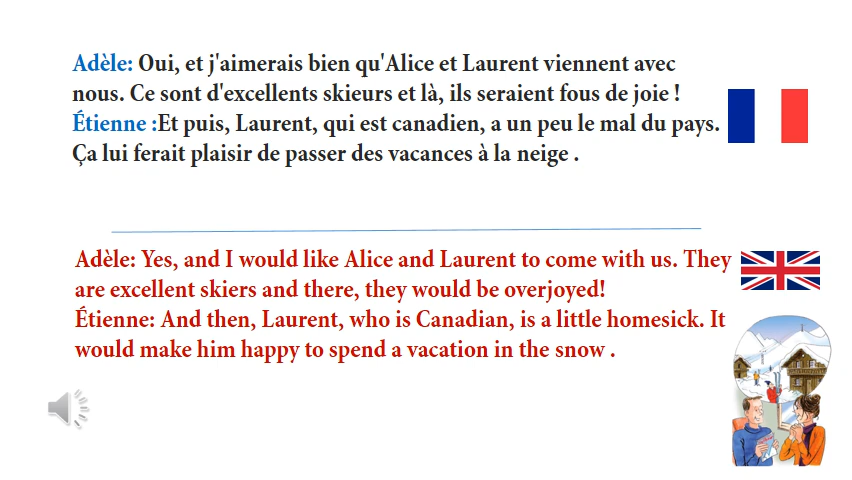 Adèle: Oui, et j'aimerais bien qu'Alice et Laurent viennent avec
nous. Ce sont d'excellents skieurs et là, ils seraient fous de joie !
Étienne :Et puis, Laurent, qui est canadien, a un peu le mal du pays.
Ça lui ferait plaisir de passer des vacances à la neige .
Adèle: Yes, and I would like Alice and Laurent to come with us. They
are excellent skiers and there, they would be overjoyed!
Étienne: And then, Laurent, who is Canadian, is a little homesick. It
would make him happy to spend a vacation in the snow .